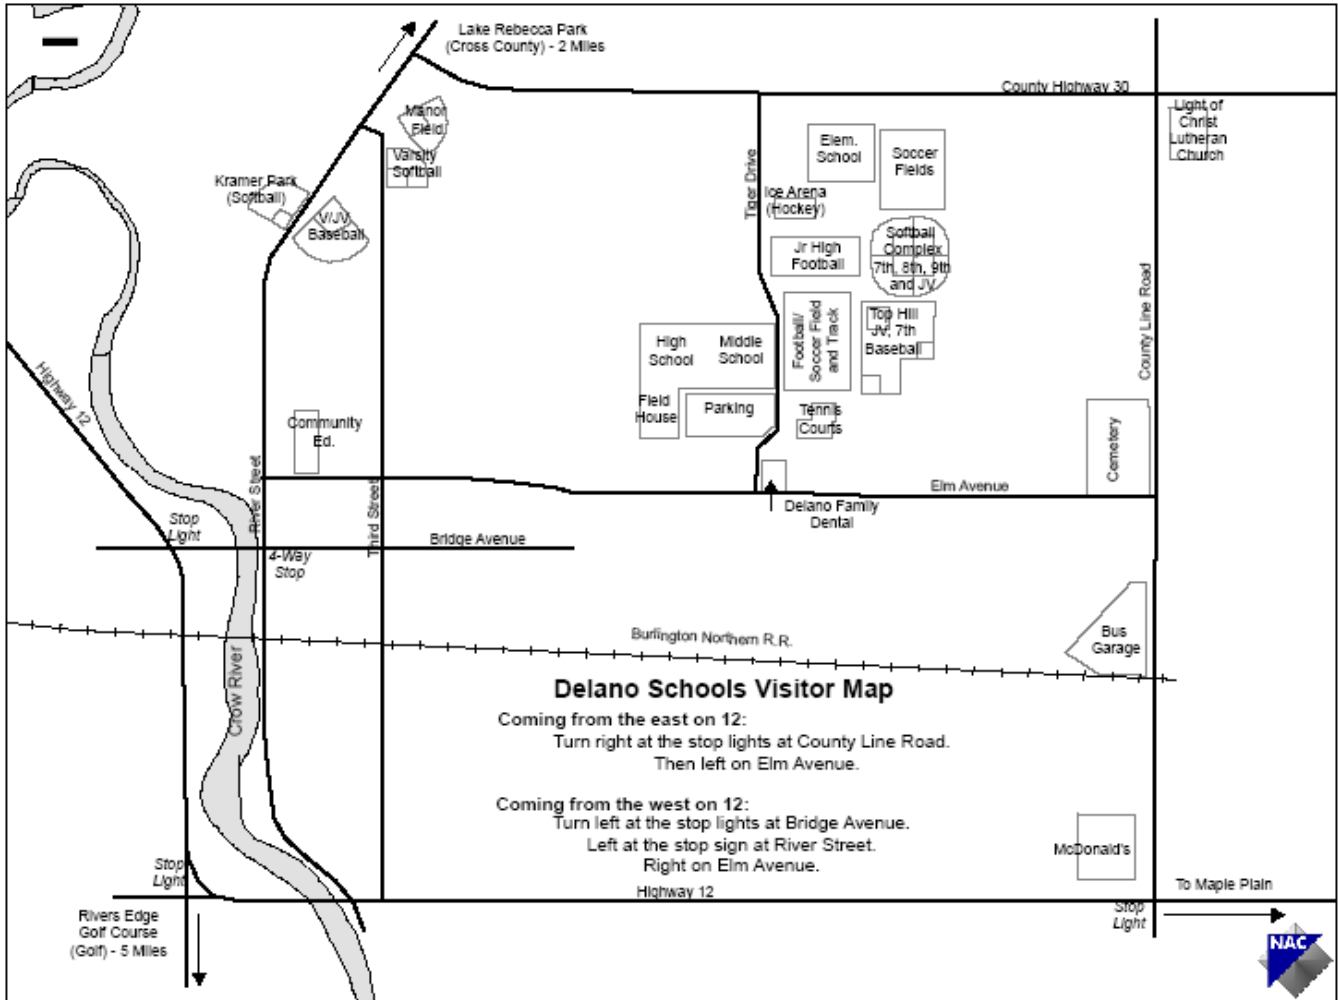 Lake Rebecca Park
(Cross County) - 2 Miles
County Highway 30
Manor
Field
Varsity
Softball
Kramer Park
(Softball)
V/JV
Baseball
Tiger Drive
Elem.
School
Soccer
Fields
Light of
Christ
Lutheran
Church
Ice Arena
(Hockey)
Jr High
Football
Softball
Complex
7th, 8th, 9th
and JV
Football/
Soccer Field
and Track
Top Hill
JV, 7th
Baseball
County Line Road
High
School
Middle
School
Field
House
Parking
Tennis
Courts
Cemetery
Highway 12
Community
Ed.
River Street
Third Street
Elm Avenue
Delano Family
Dental
Stop
Light
Bridge Avenue
4-Way
Stop
Burlington Northern R.R.
Bus
Garage
Crow River
Delano Schools Visitor Map
Coming from the east on 12:
Turn right at the stop lights at County Line Road.
Then left on Elm Avenue.
Coming from the west on 12:
Turn left at the stop lights at Bridge Avenue.
Left at the stop sign at River Street.
Right on Elm Avenue.
McDonald's
Stop
Light
Highway 12
To Maple Plain
Stop
Light
Rivers Edge
Golf Course
(Golf) - 5 Miles
NAC